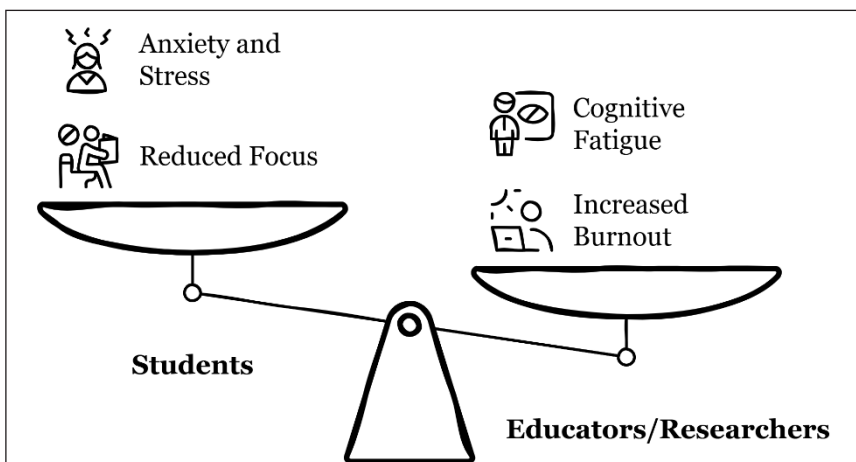 Anxiety and
Stress
Reduced Focus
Cognitive
Fatigue
Increased
Burnout
Students
Educators/Researchers